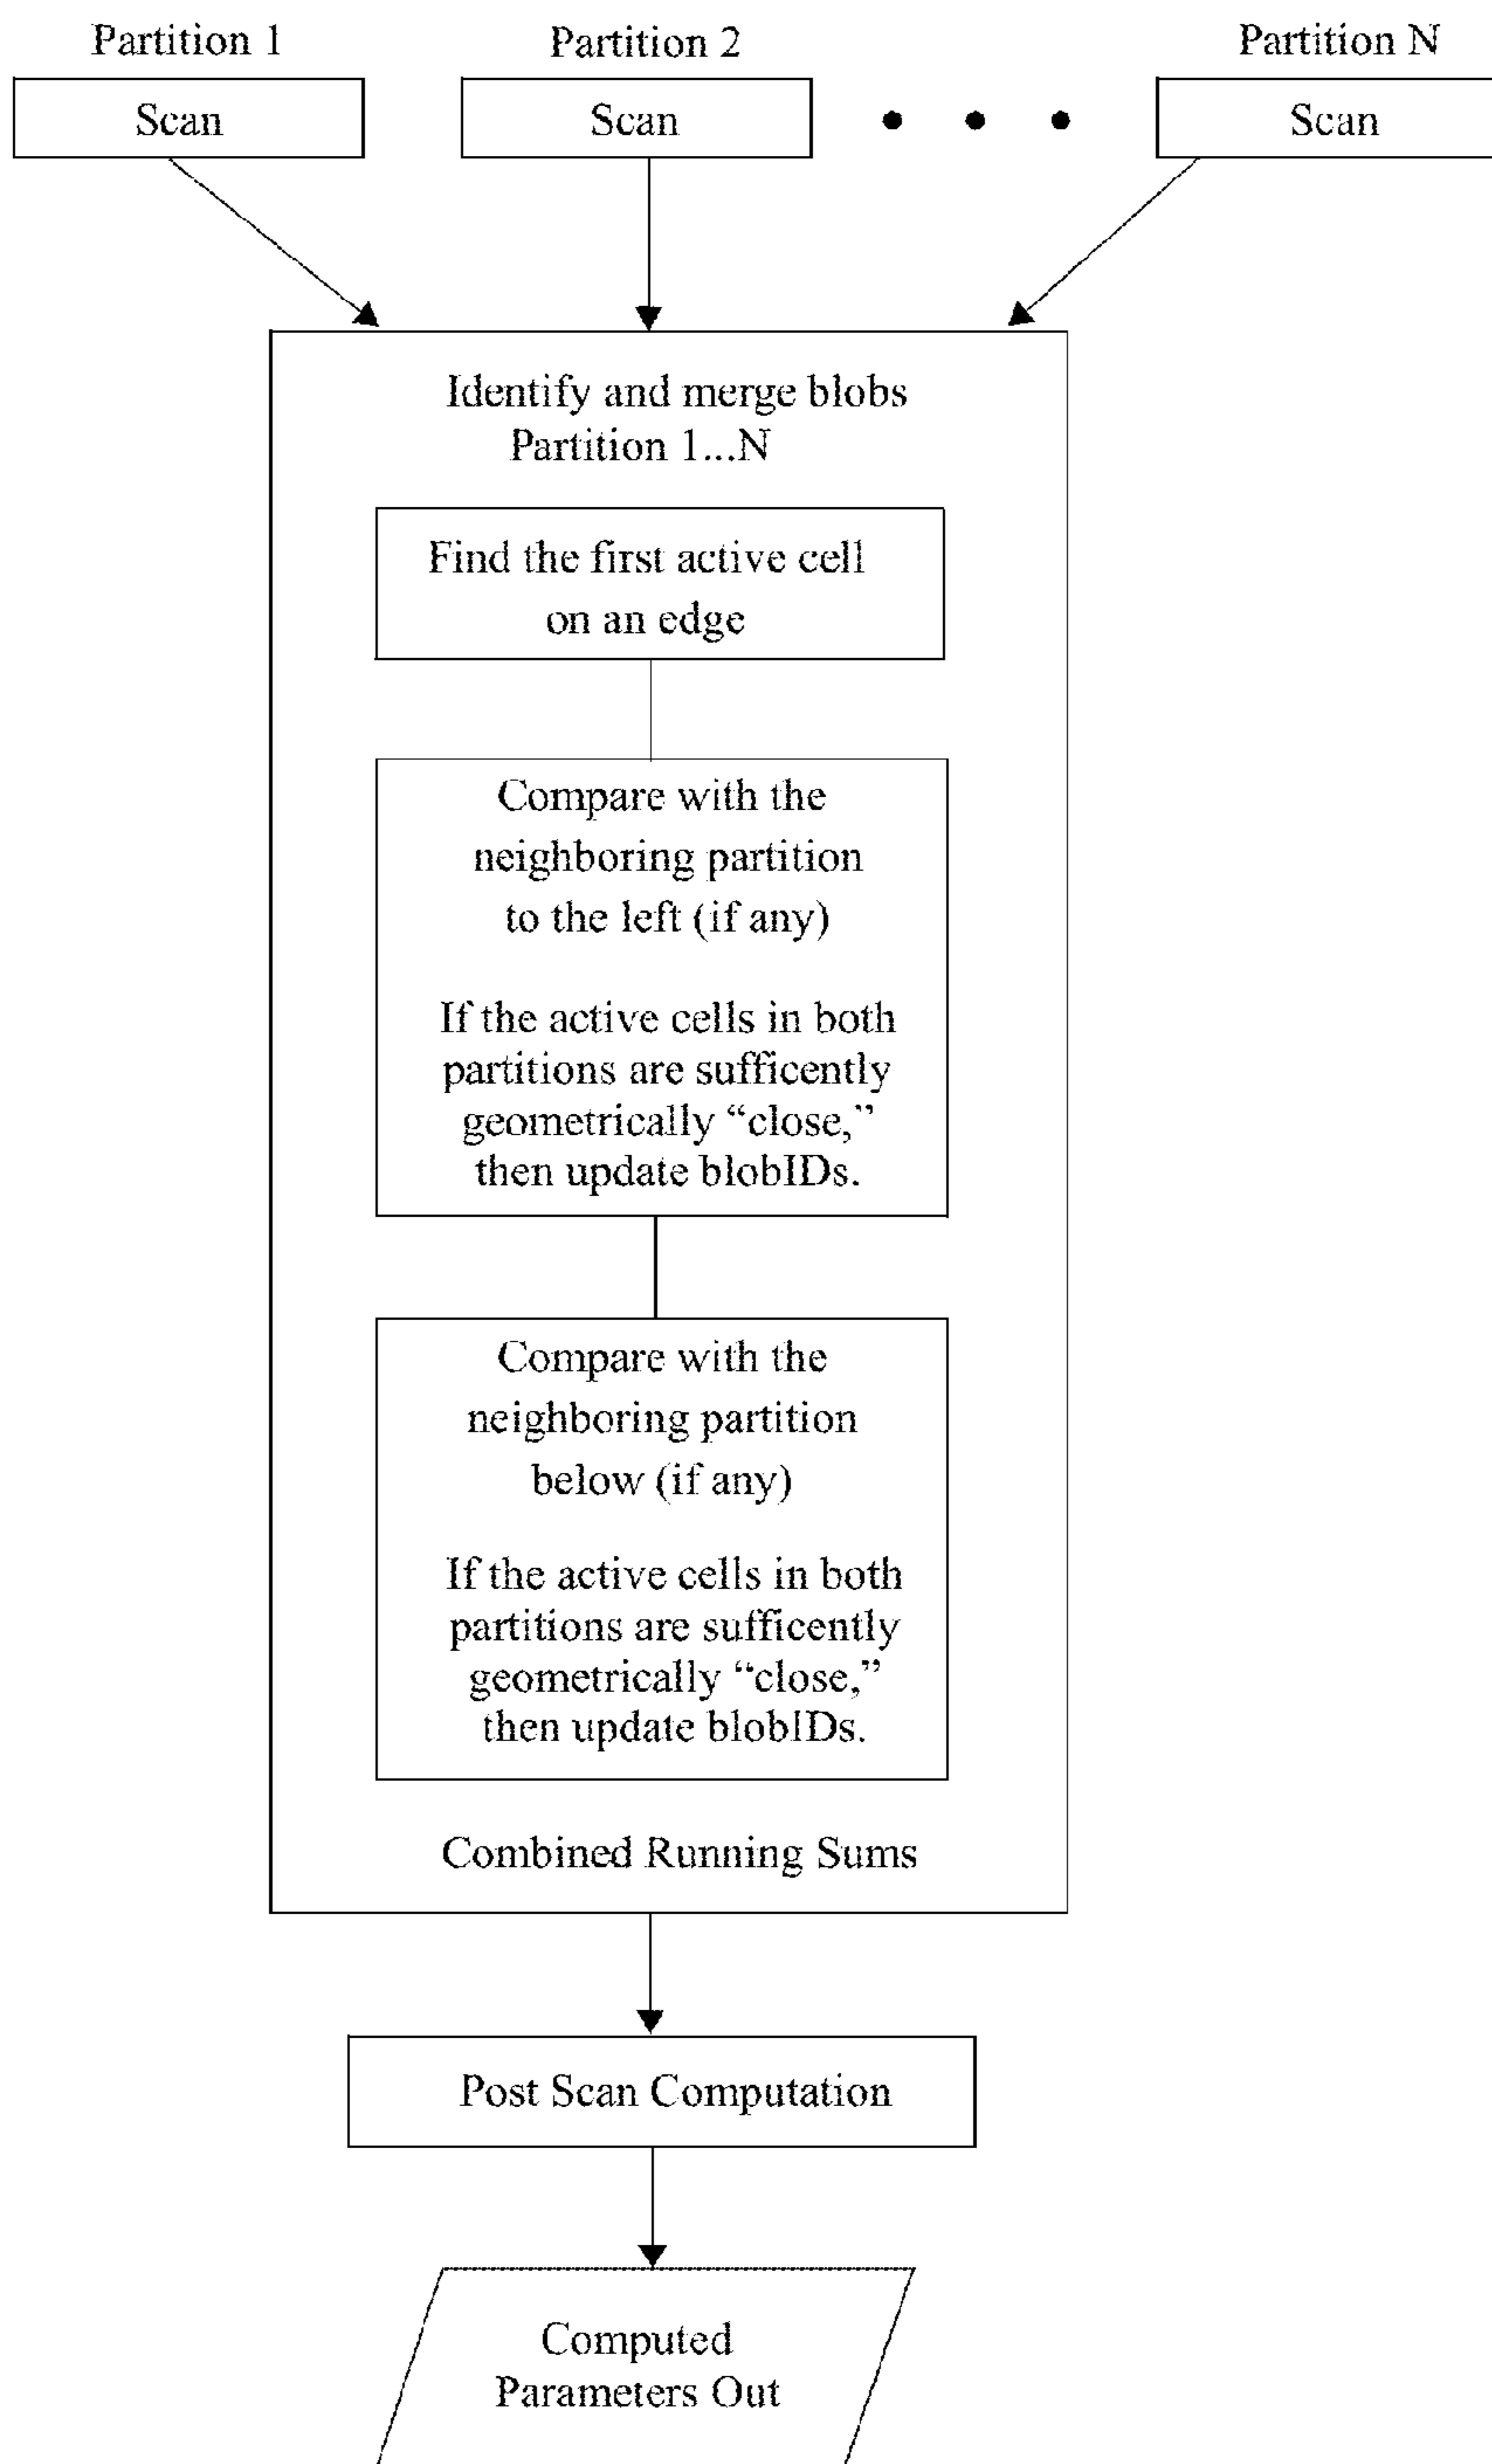 Partition 1
Partition 2
Partition N
Scan
Scan
Scan
Identify and merge blobs
Partition 1...N
Find the first active cell
on an edge
Compare with the
neighboring partition
to the left (if any)
If the active cells in both
partitions are sufficently
geometrically “close,”
then update blobIDs.
Compare with the
neighboring partition
below (if any)
If the active cells in both
partitions are sufficently
geometrically “close,”
then update blobIDs.
Combined Running Sums
Post Scan Computation
Computed
Parameters Out